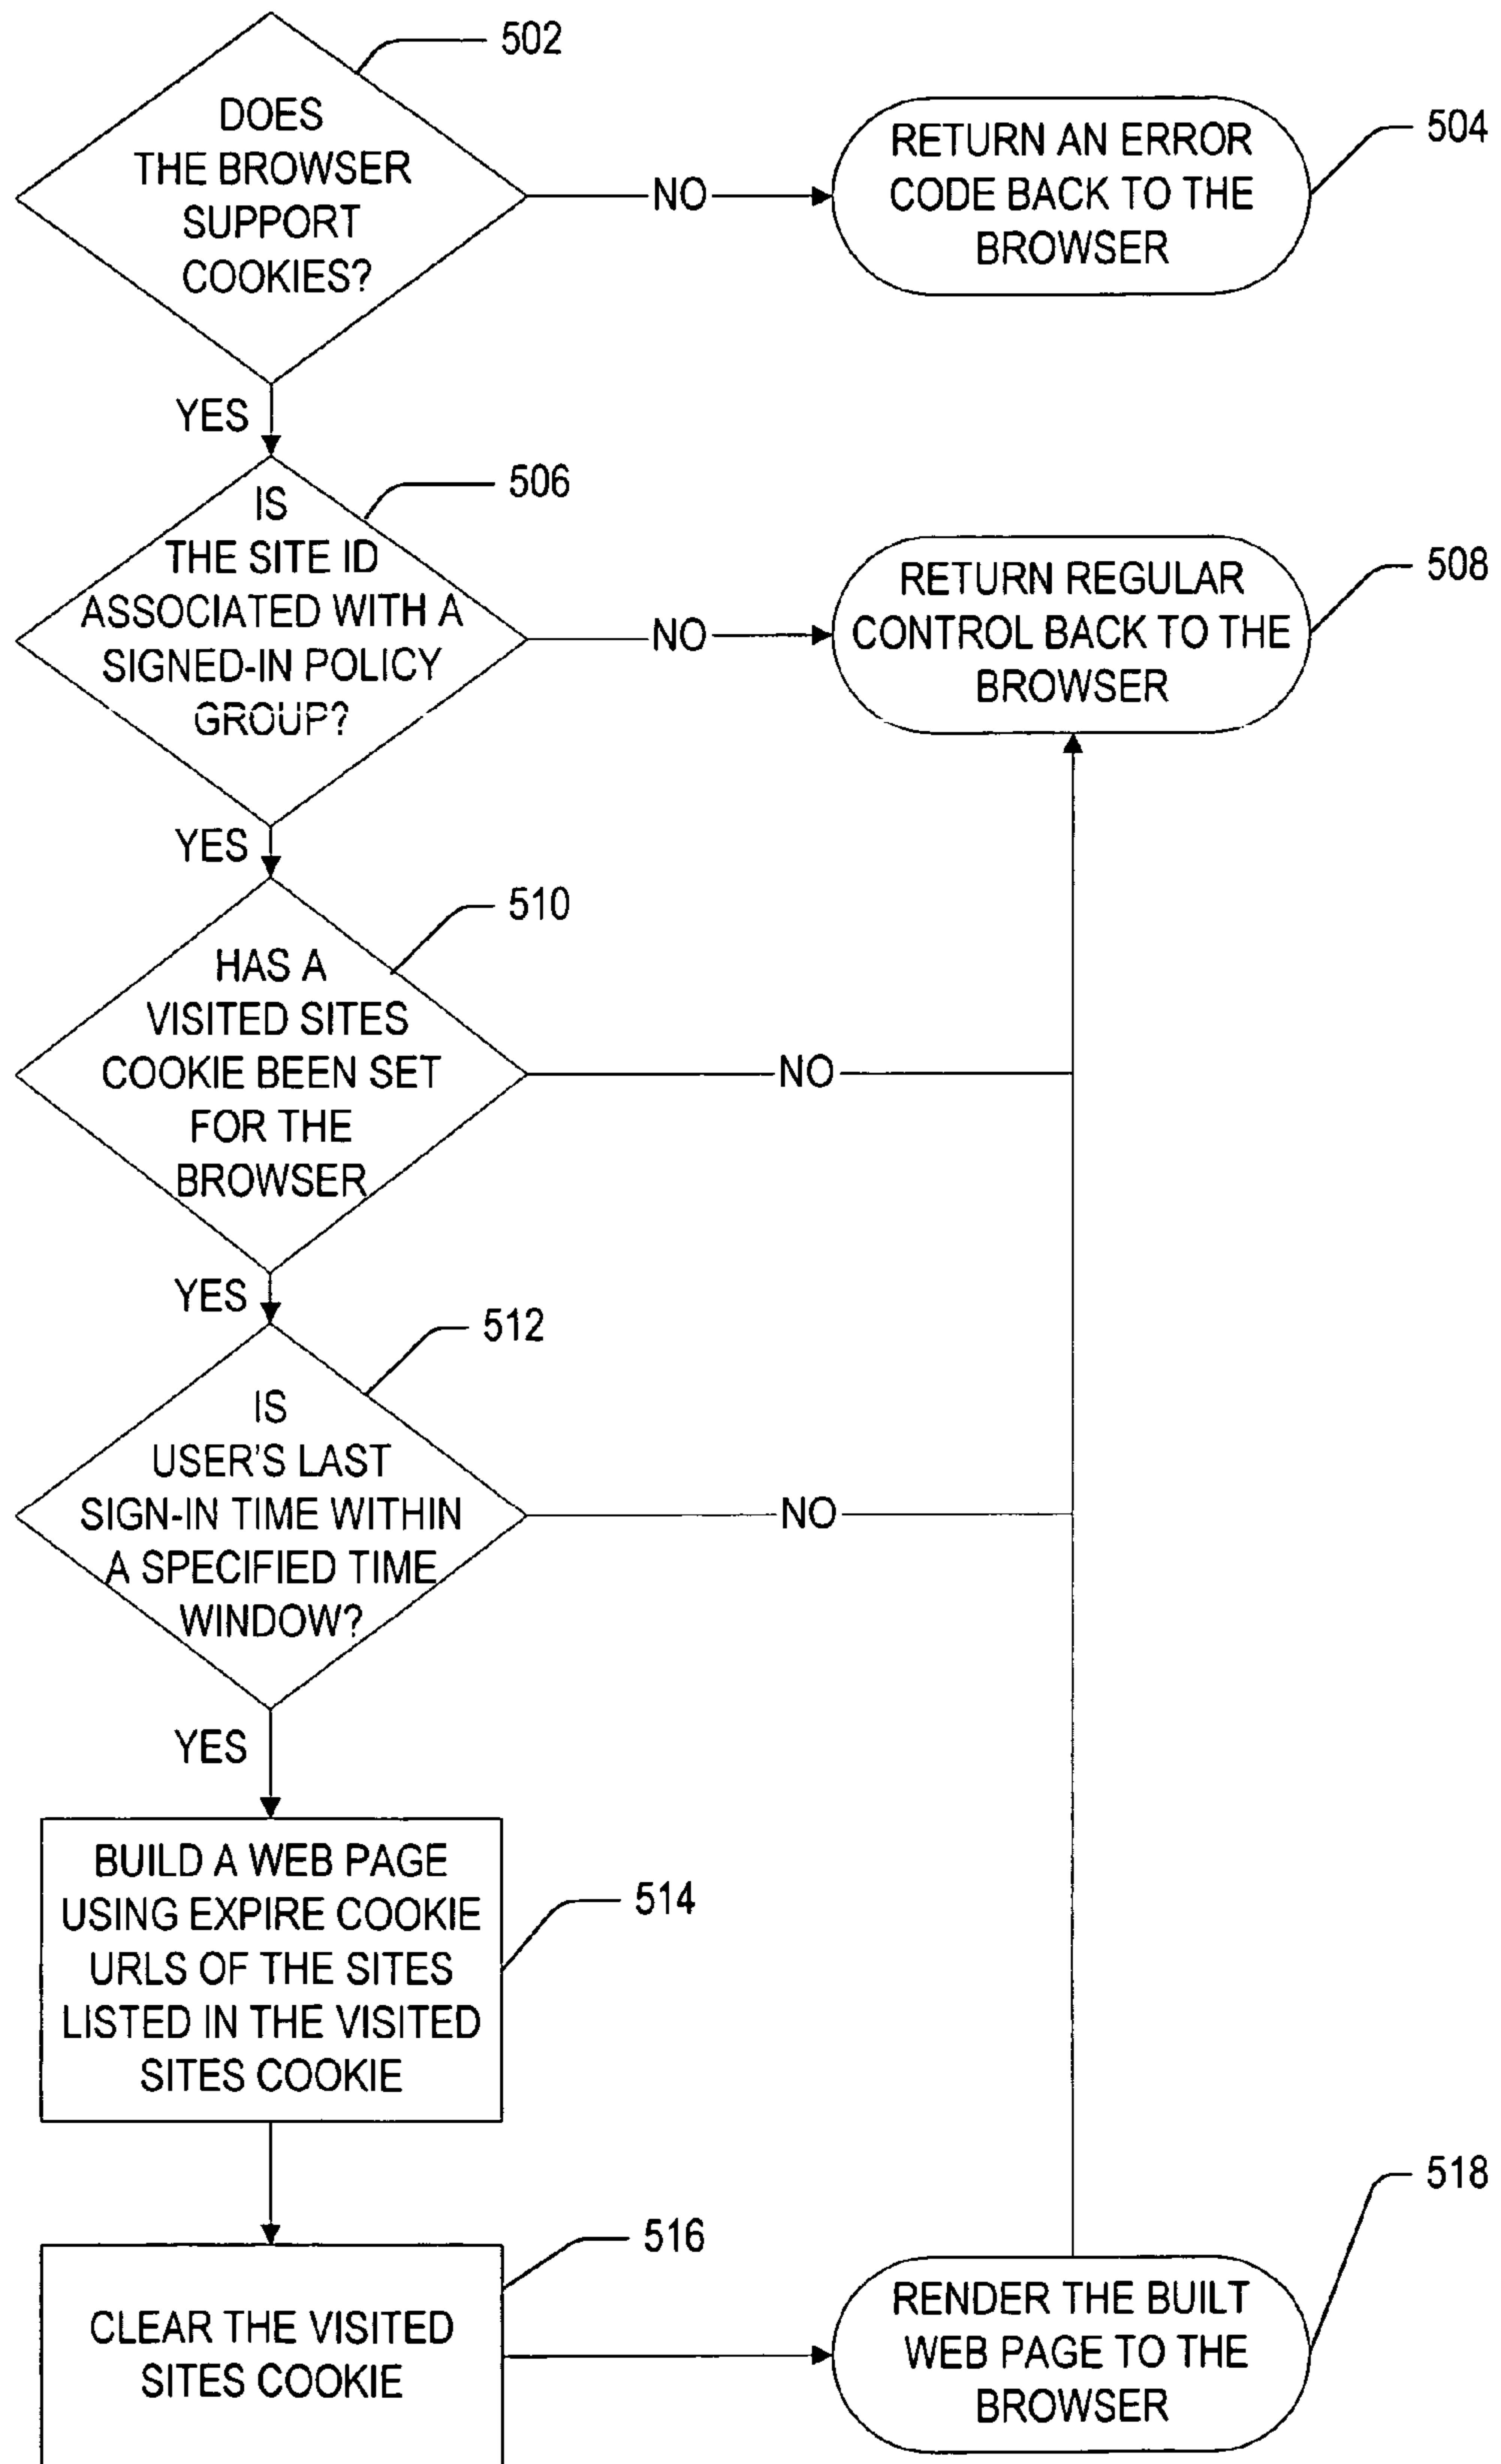 502
DOES
THE BROWSER
SUPPORT
COOKIES?
NO
RETURN AN ERROR
CODE BACK TO THE
BROWSER
504
YES
506
IS
THE SITE ID
ASSOCIATED WITH A
SIGNED-IN POLICY
GROUP?
NO
RETURN REGULAR
CONTROL BACK TO THE
BROWSER
508
YES
510
HAS A
VISITED SITES
COOKIE BEEN SET
FOR THE
BROWSER
NO
YES
512
IS
USER'S LAST
SIGN-IN TIME WITHIN
A SPECIFIED TIME
WINDOW?
NO
YES
BUILD A WEB PAGE
USING EXPIRE COOKIE
URLS OF THE SITES
LISTED IN THE VISITED
SITES COOKIE
514
516
CLEAR THE VISITED
SITES COOKIE
518
RENDER THE BUILT
WEB PAGE TO THE
BROWSER